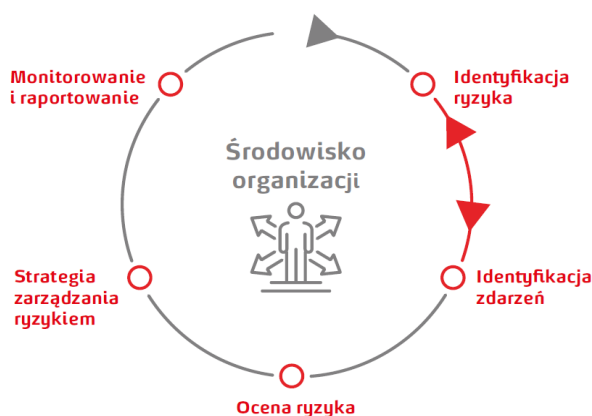 Monitorowanie
i raportowanie
Identyfikacja
ryzyka
Środowisko
organizacji
Strategia
zarządzania
ryzykiem
Identyfikacja
zdarzeń
Ocena ryzyka